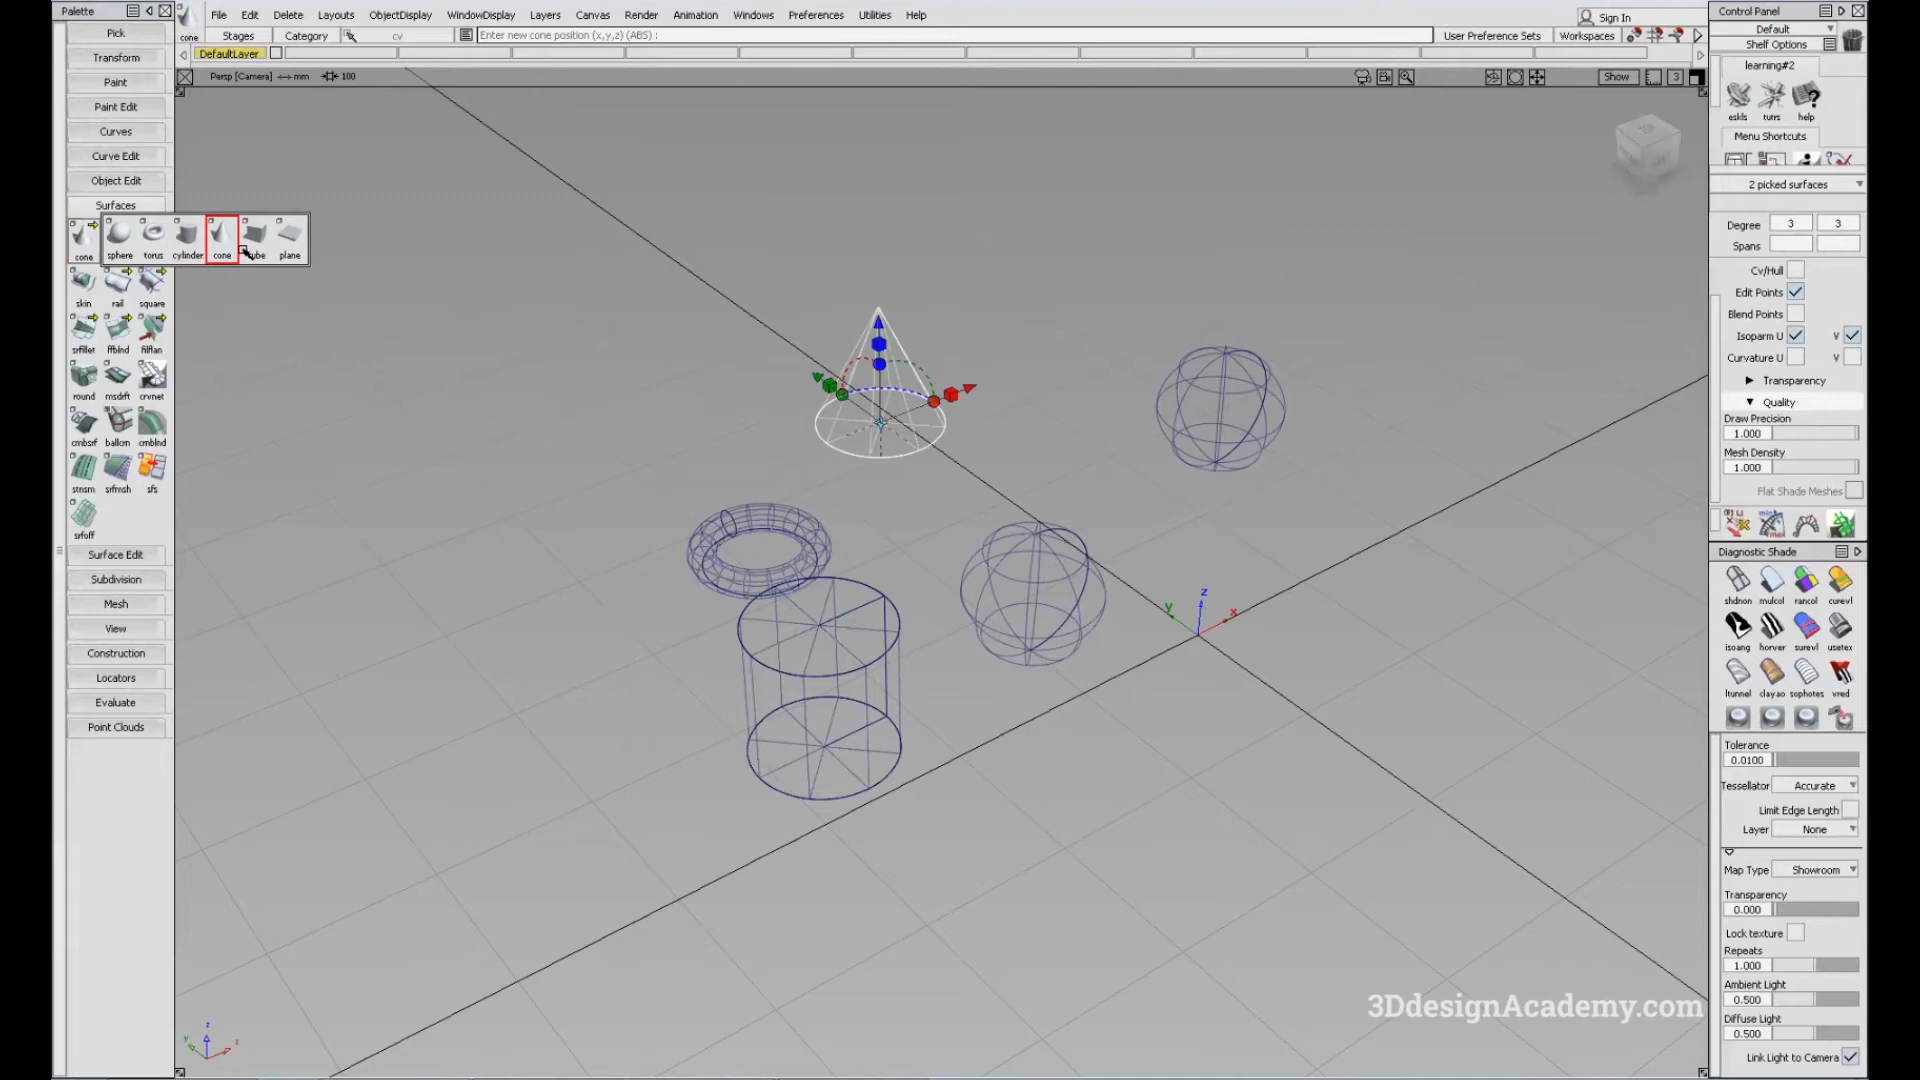 Palette
Pick
Transform
Paint
Paint Edit
Curves
Curve Edit
Object Edit
Surfaces
cone
sphere torus cylinder cone plane
skin rail square
srfillet ffblnd filflan
round msdrft crvnet
cmbsrf ballcrn cmblnd
stnsrn srfmsh sfs
srfoff
Surface Edit
Subdivision
Mesh
View
Construction
Locators
Evaluate
Point Clouds
cone
File Edit Delete Layouts ObjectDisplay WindowDisplay Layers Canvas Render Animation Windows Preferences Utilities Help
Sign In
Stages Category cv Enter new cone position (x,y,z) (ABS) : User Preference Sets Workspaces
DefaultLayer
Persp [Camera] mm 100
Show 3
z
y x
z
y x
3DdesignAcademy.com
Control Panel
Default
Shelf Options
learning#2
eskls tutrs help
Menu Shortcuts
2 picked surfaces
Degree 3 3
Spans
Cv/Hull
Edit Points
Blend Points
Isoparm U V
Curvature U V
Transparency
Quality
Draw Precision
1.000
Mesh Density
1.000
Flat Shade Meshes
Diagnostic Shade
shdnon mulcol rancol curevl
isoang horver surevl usetex
ltunnel clayao sophotes vred
Tolerance
0.0100
Tessellator Accurate
Limit Edge Length
Layer None
Map Type Showroom
Transparency
0.000
Lock texture
Repeats
1.000
Ambient Light
0.500
Diffuse Light
0.500
Link Light to Camera